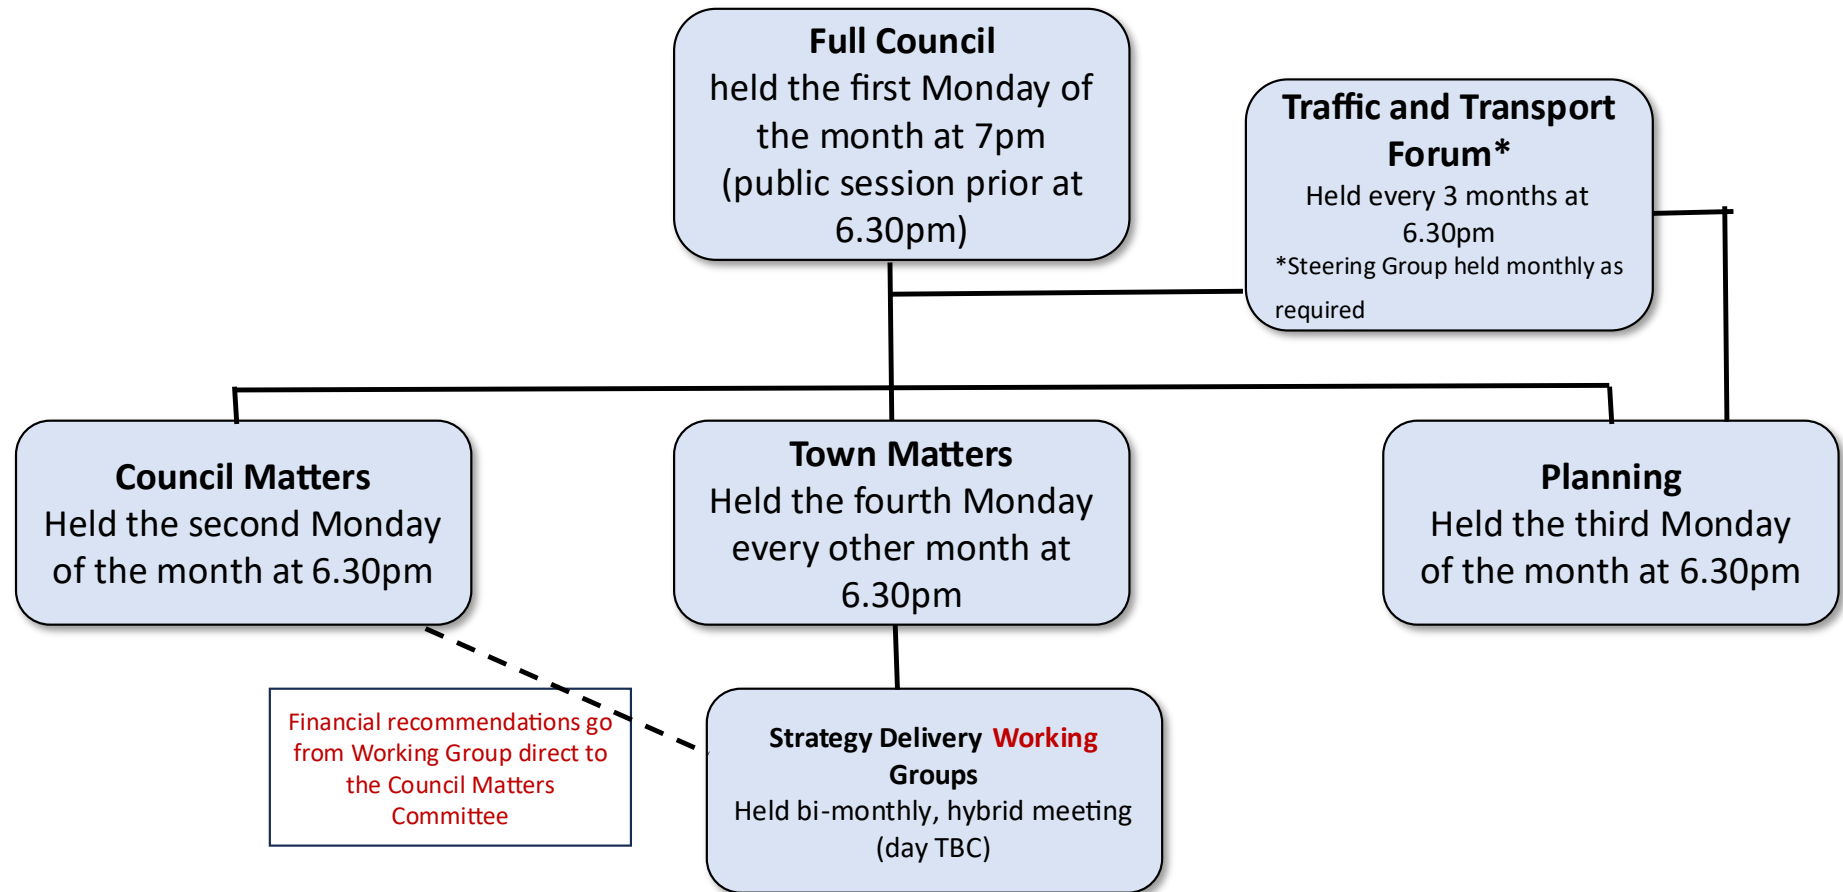 Full Council
held the first Monday of
the month at 7pm
(public session prior at
6.30pm)
Traffic and Transport
Forum*
Held every 3 months at
6.30pm
*Steering Group held monthly as
required
Council Matters
Held the second Monday
of the month at 6.30pm
Town Matters
Held the fourth Monday
every other month at
6.30pm
Planning
Held the third Monday
of the month at 6.30pm
Financial recommendations go
from Working Group direct to
the Council Matters
Committee
Strategy Delivery Working
Groups
Held bi-monthly, hybrid meeting
(day TBC)